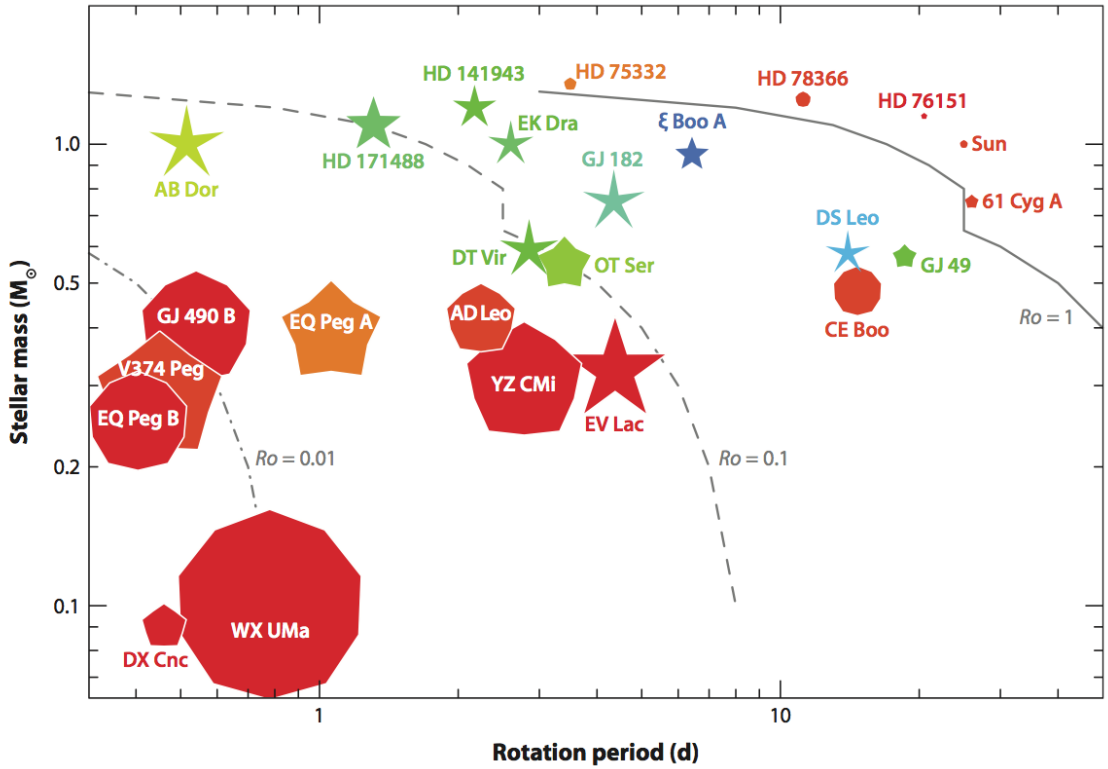 HD 141943
HD 75332
HD 78366
HD 76151
EK Dra
ξ Boo A
1.0
HD 171488
Sun
GJ 182
AB Dor
61 Cyg A
DS Leo
DT Vir
OT Ser
GJ 49
0.5
GJ 490 B
EQ Peg A
AD Leo
Ro = 1
CE Boo
V374 Peg
YZ CMi
EQ Peg B
EV Lac
Ro = 0.01
Ro = 0.1
0.2
0.1
WX UMa
DX Cnc
1
10
Rotation period (d)
Stellar mass (M⊙)